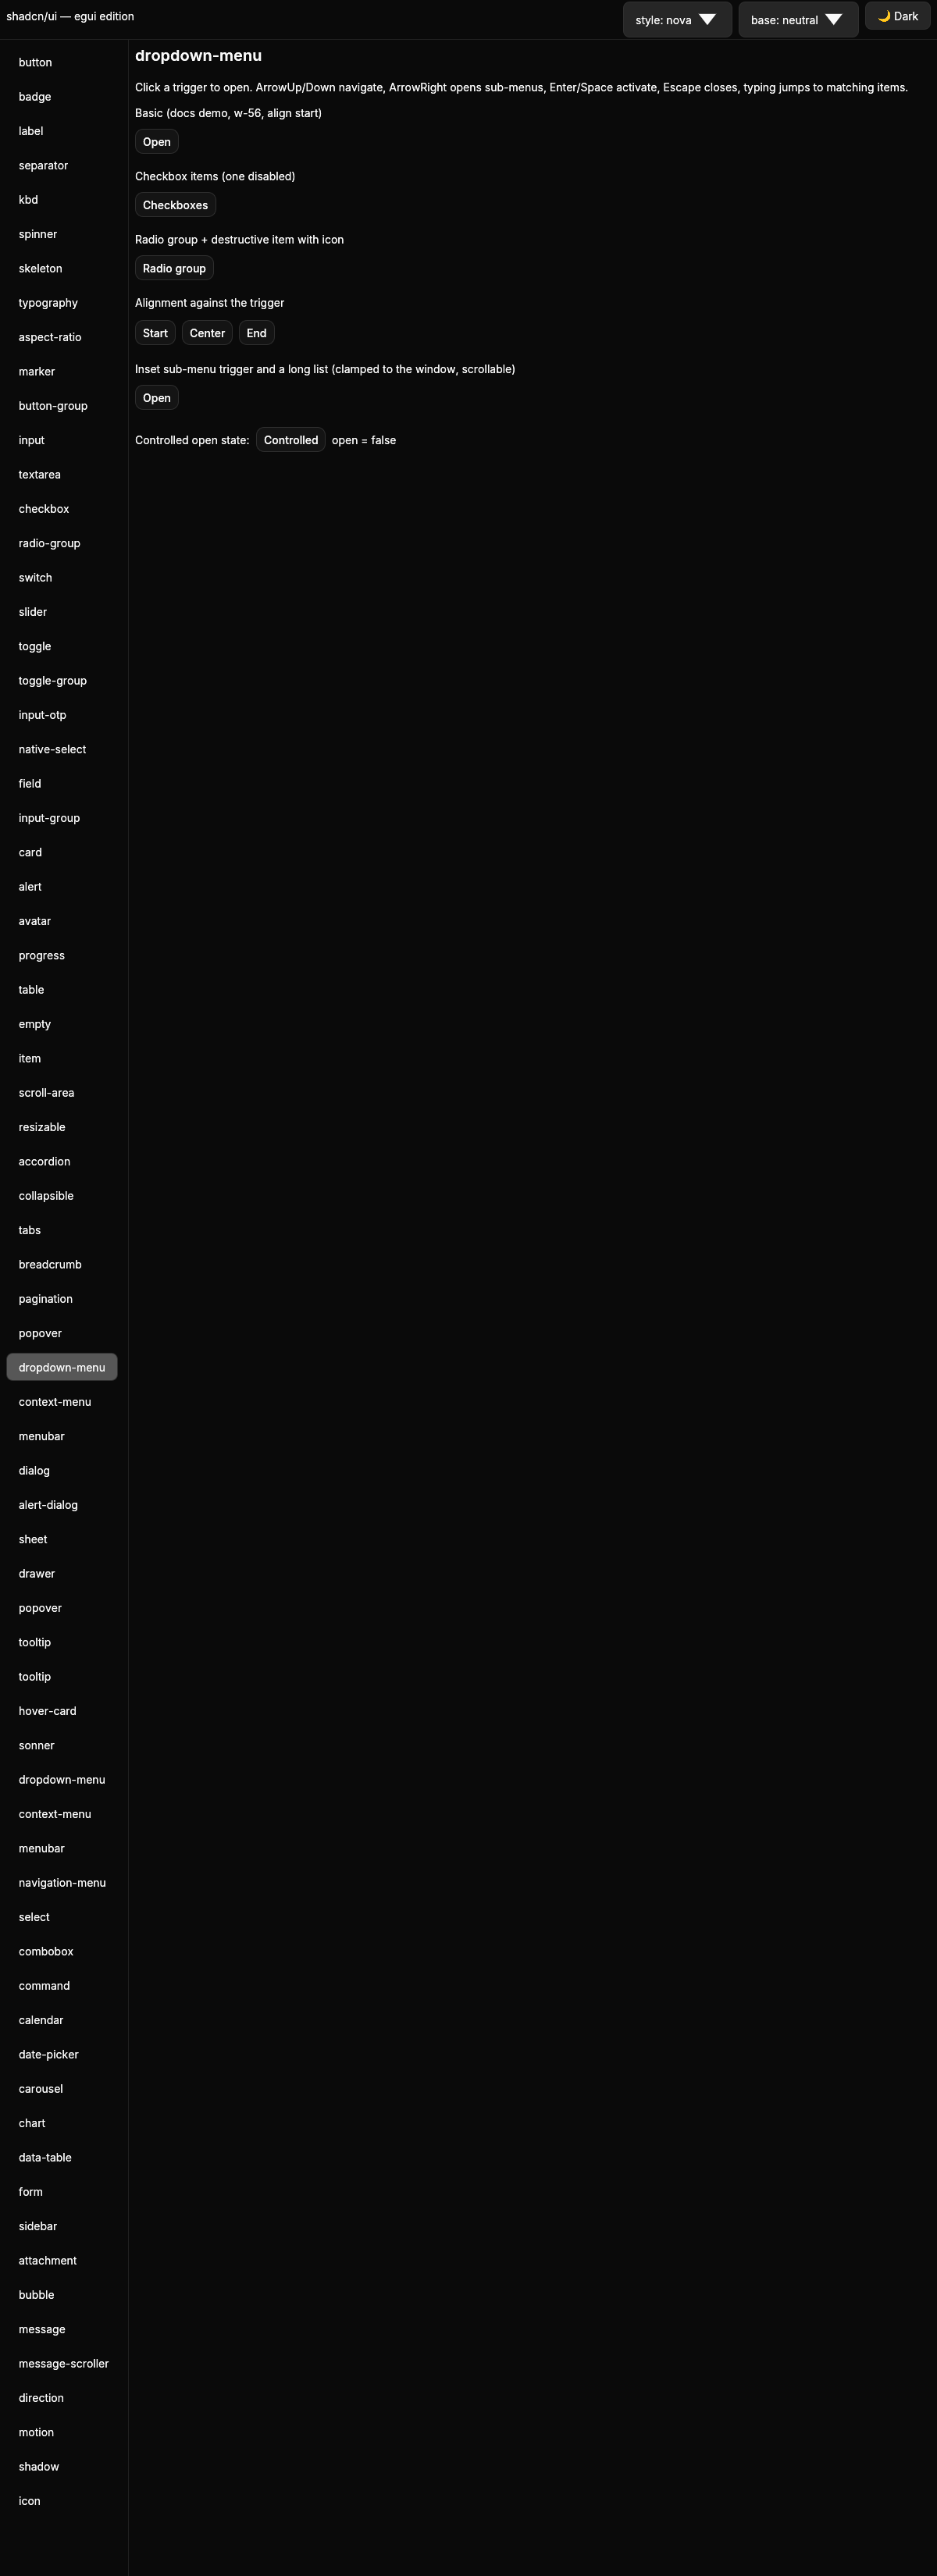 shadcn/ui — egui edition
style: nova
base: neutral
🌙 Dark
button
badge
label
separator
kbd
spinner
skeleton
typography
aspect-ratio
marker
button-group
input
textarea
checkbox
radio-group
switch
slider
toggle
toggle-group
input-otp
native-select
field
input-group
card
alert
avatar
progress
table
empty
item
scroll-area
resizable
accordion
collapsible
tabs
breadcrumb
pagination
popover
dropdown-menu
context-menu
menubar
dialog
alert-dialog
sheet
drawer
popover
tooltip
tooltip
hover-card
sonner
dropdown-menu
context-menu
menubar
navigation-menu
select
combobox
command
calendar
date-picker
carousel
chart
data-table
form
sidebar
attachment
bubble
message
message-scroller
direction
motion
shadow
icon
dropdown-menu
Click a trigger to open. ArrowUp/Down navigate, ArrowRight opens sub-menus, Enter/Space activate, Escape closes, typing jumps to matching items.
Basic (docs demo, w-56, align start)
Open
Checkbox items (one disabled)
Checkboxes
Radio group + destructive item with icon
Radio group
Alignment against the trigger
Start Center End
Inset sub-menu trigger and a long list (clamped to the window, scrollable)
Open
Controlled open state: Controlled open = false